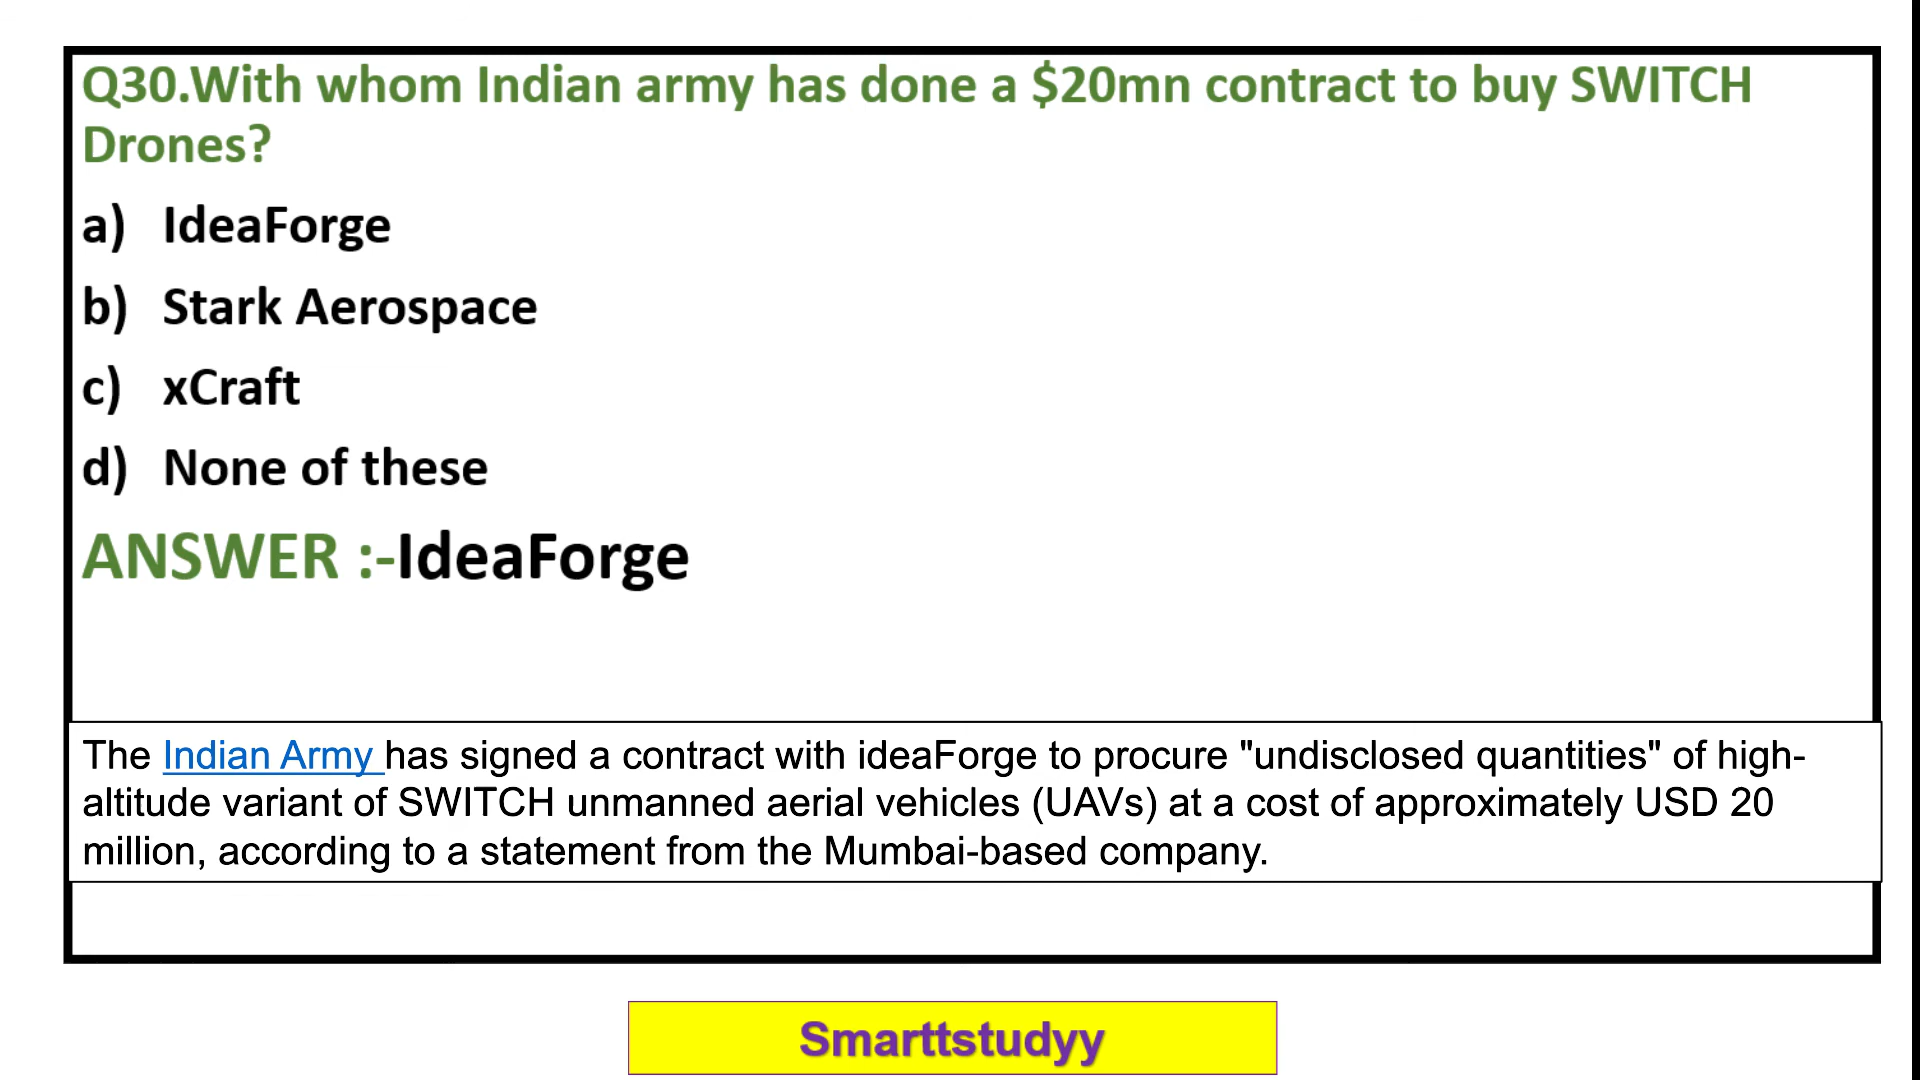 Q30.With whom Indian army has done a $20mn contract to buy SWITCH
Drones?
a) IdeaForge
b) Stark Aerospace
c) xCraft
d) None of these
ANSWER :-IdeaForge
The Indian Army has signed a contract with ideaForge to procure "undisclosed quantities" of high-
altitude variant of SWITCH unmanned aerial vehicles (UAVs) at a cost of approximately USD 20
million, according to a statement from the Mumbai-based company.
Smarttstudyy